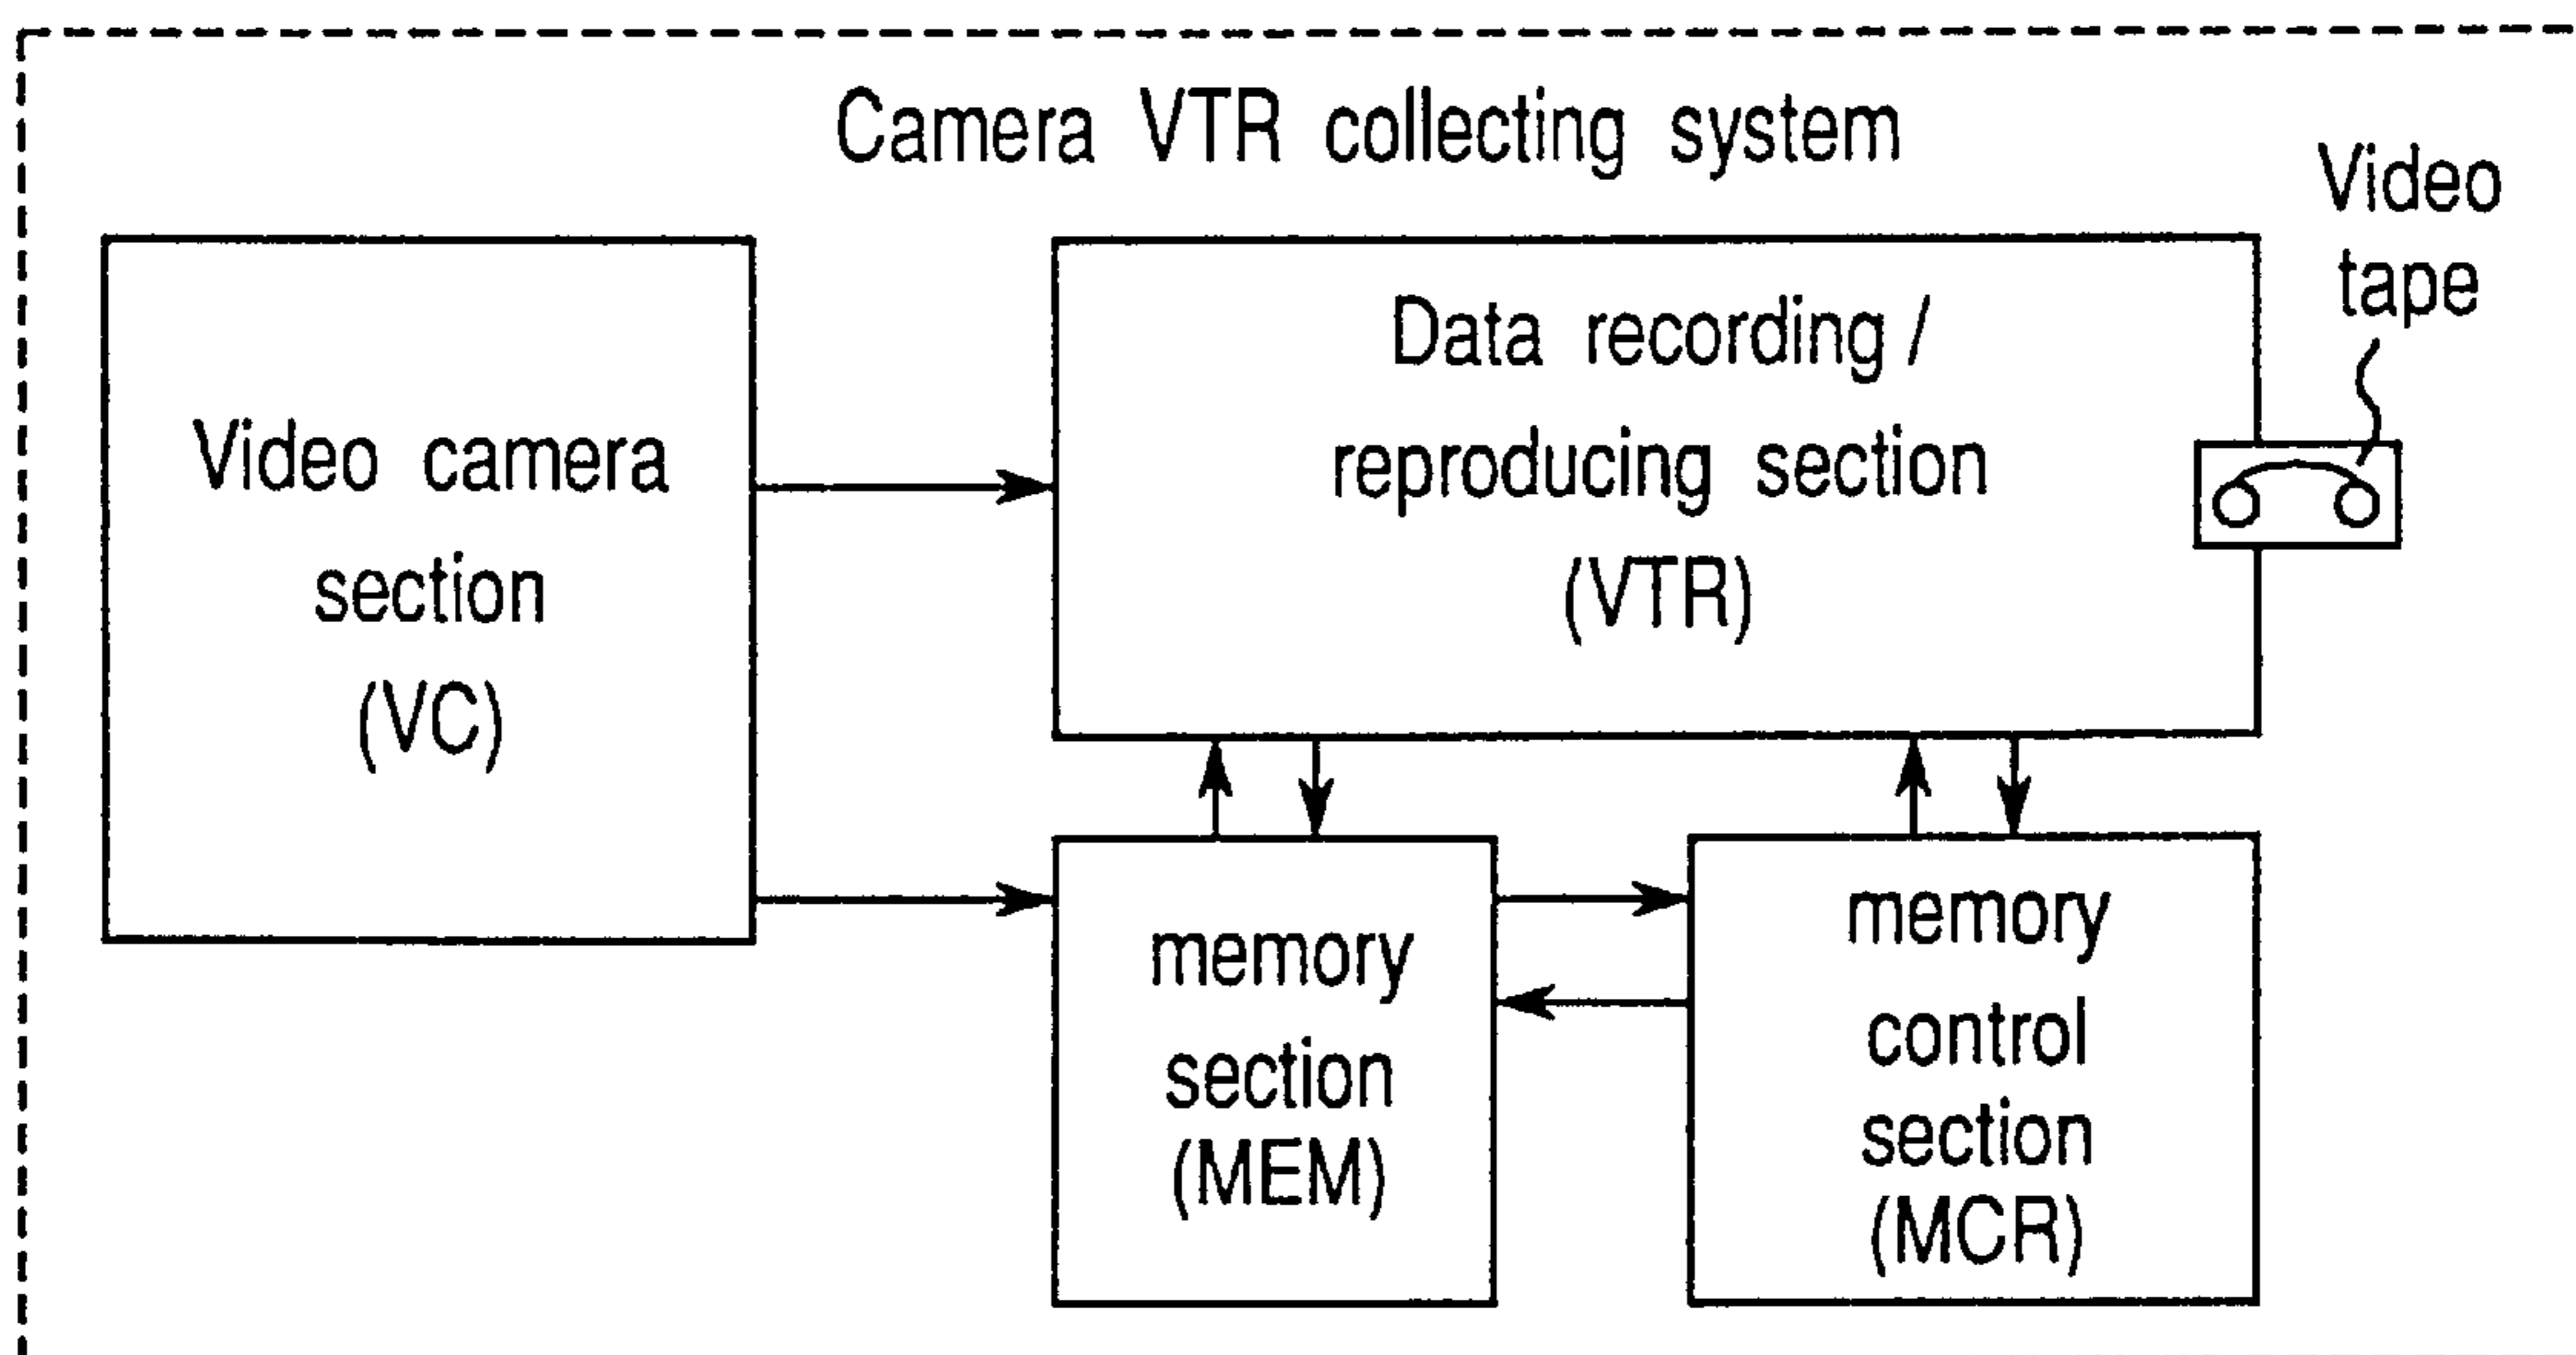 Camera VTR collecting system
Video
tape
Video camera
section
(VC)
Data recording /
reproducing section
(VTR)
memory
section
(MEM)
memory
control
section
(MCR)